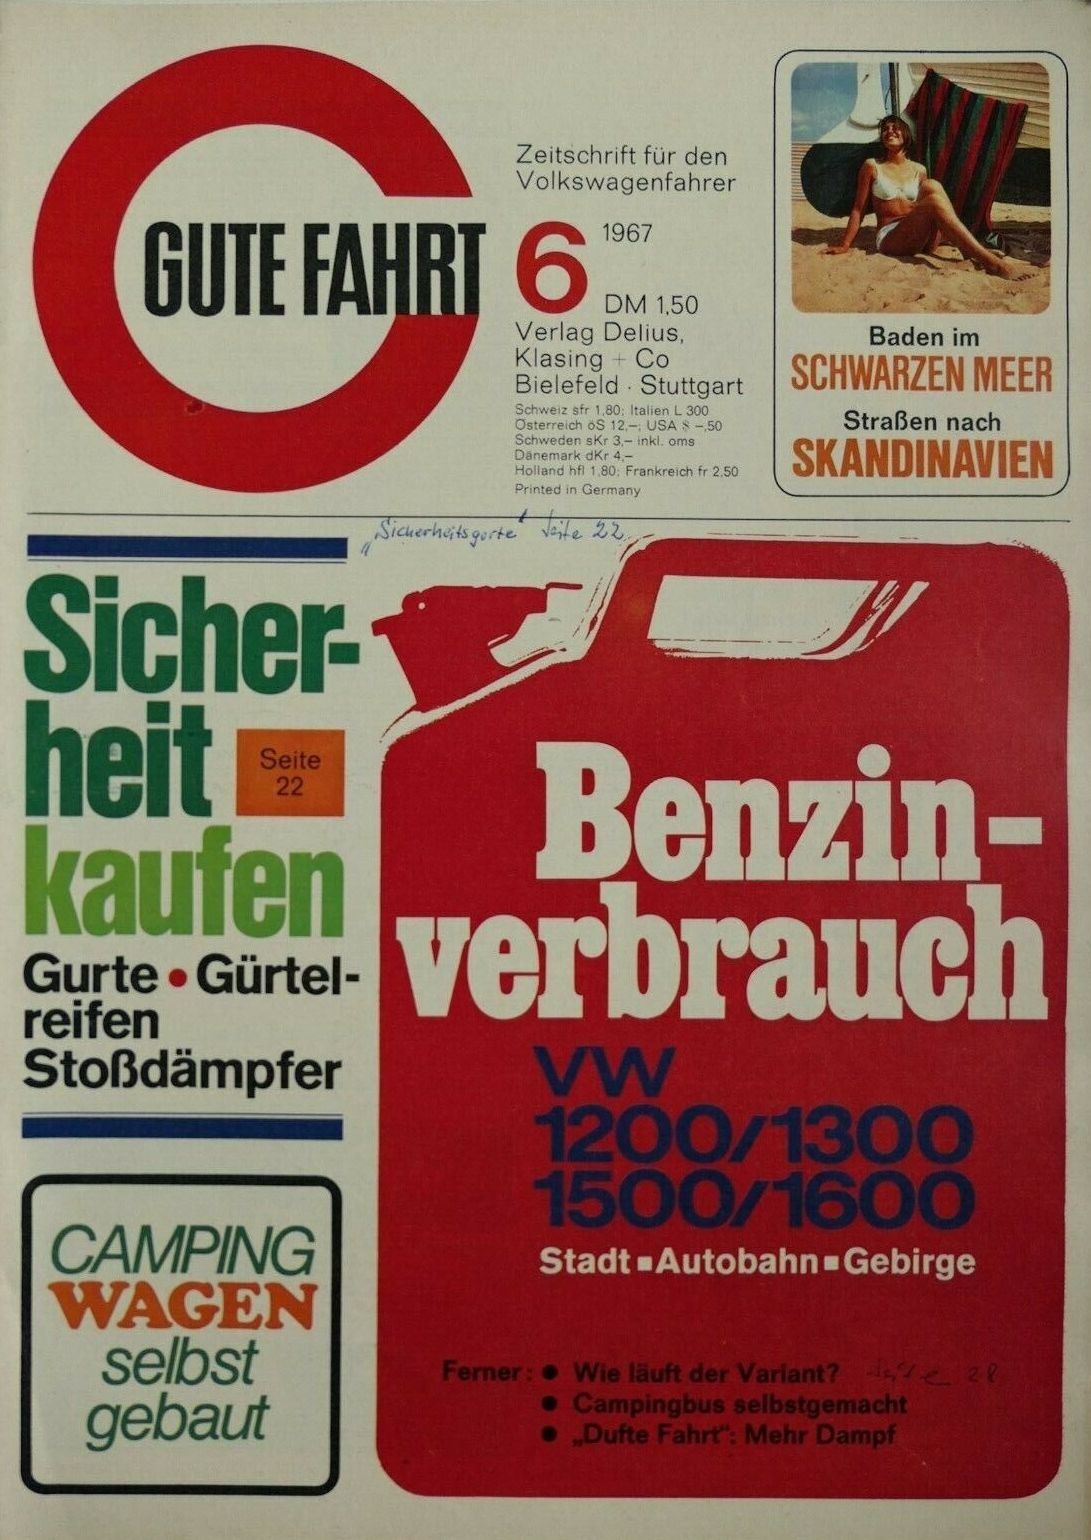 GUTE FAHRT
Zeitschrift für den
Volkswagenfahrer
6 1967
DM 1,50
Verlag Delius,
Klasing + Co
Bielefeld · Stuttgart
Schweiz sfr 1,80; Italien L 300
Österreich öS 12,–; USA $ –,50
Schweden sKr 3,– inkl. oms
Dänemark dKr 4,–
Holland hfl 1,80; Frankreich fr 2,50
Printed in Germany
Baden im
SCHWARZEN MEER
Straßen nach
SKANDINAVIEN
„Sicherheitsgurte“ Seite 22
Sicher-
heit
Seite
22
kaufen
Gurte • Gürtel-
reifen
Stoßdämpfer
CAMPING
WAGEN
selbst
gebaut
Benzin-
verbrauch
VW
1200/1300
1500/1600
Stadt ▪ Autobahn ▪ Gebirge
Ferner: ● Wie läuft der Variant? Seite 28
● Campingbus selbstgemacht
● „Dufte Fahrt“: Mehr Dampf